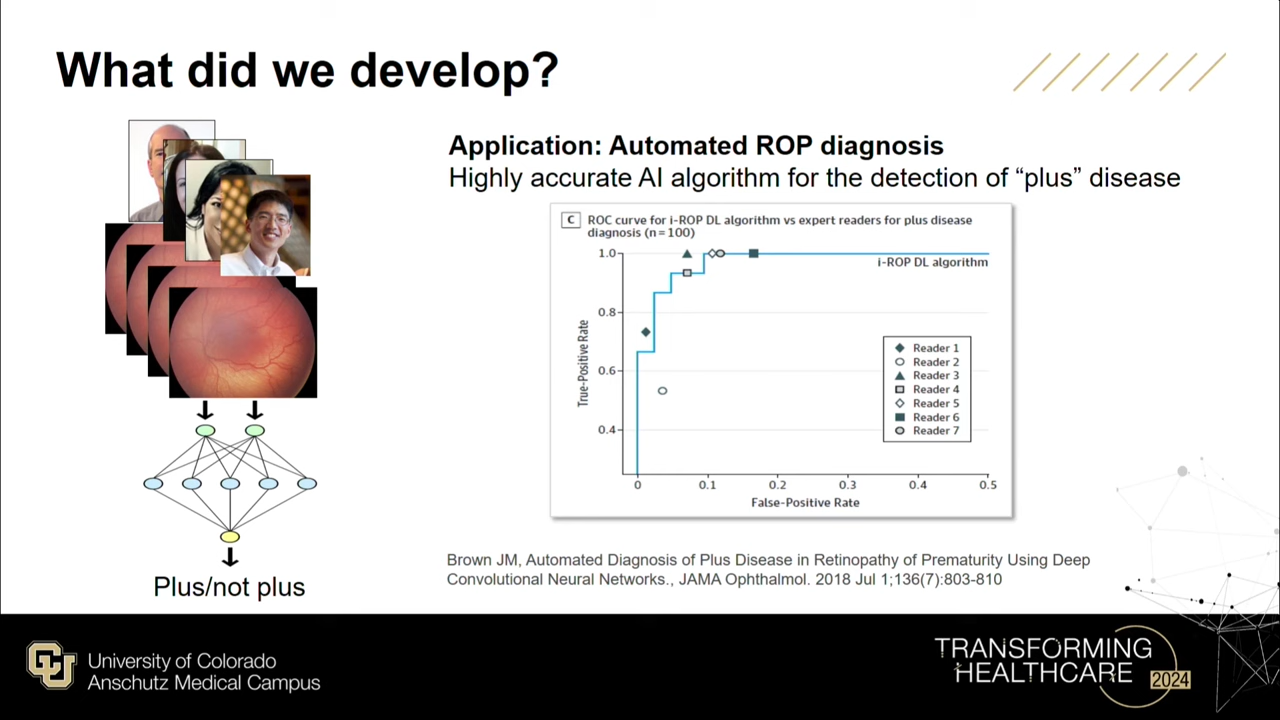 What did we develop?
Application: Automated ROP diagnosis
Highly accurate AI algorithm for the detection of “plus” disease
C ROC curve for i-ROP DL algorithm vs expert readers for plus disease
diagnosis (n=100)
1.0
0.8
0.6
0.4
True-Positive Rate
i-ROP DL algorithm
Reader 1
Reader 2
Reader 3
Reader 4
Reader 5
Reader 6
Reader 7
0 0.1 0.2 0.3 0.4 0.5
False-Positive Rate
Plus/not plus
Brown JM, Automated Diagnosis of Plus Disease in Retinopathy of Prematurity Using Deep
Convolutional Neural Networks., JAMA Ophthalmol. 2018 Jul 1;136(7):803-810
CU
University of Colorado
Anschutz Medical Campus
TRANSFORMING
HEALTHCARE
2024